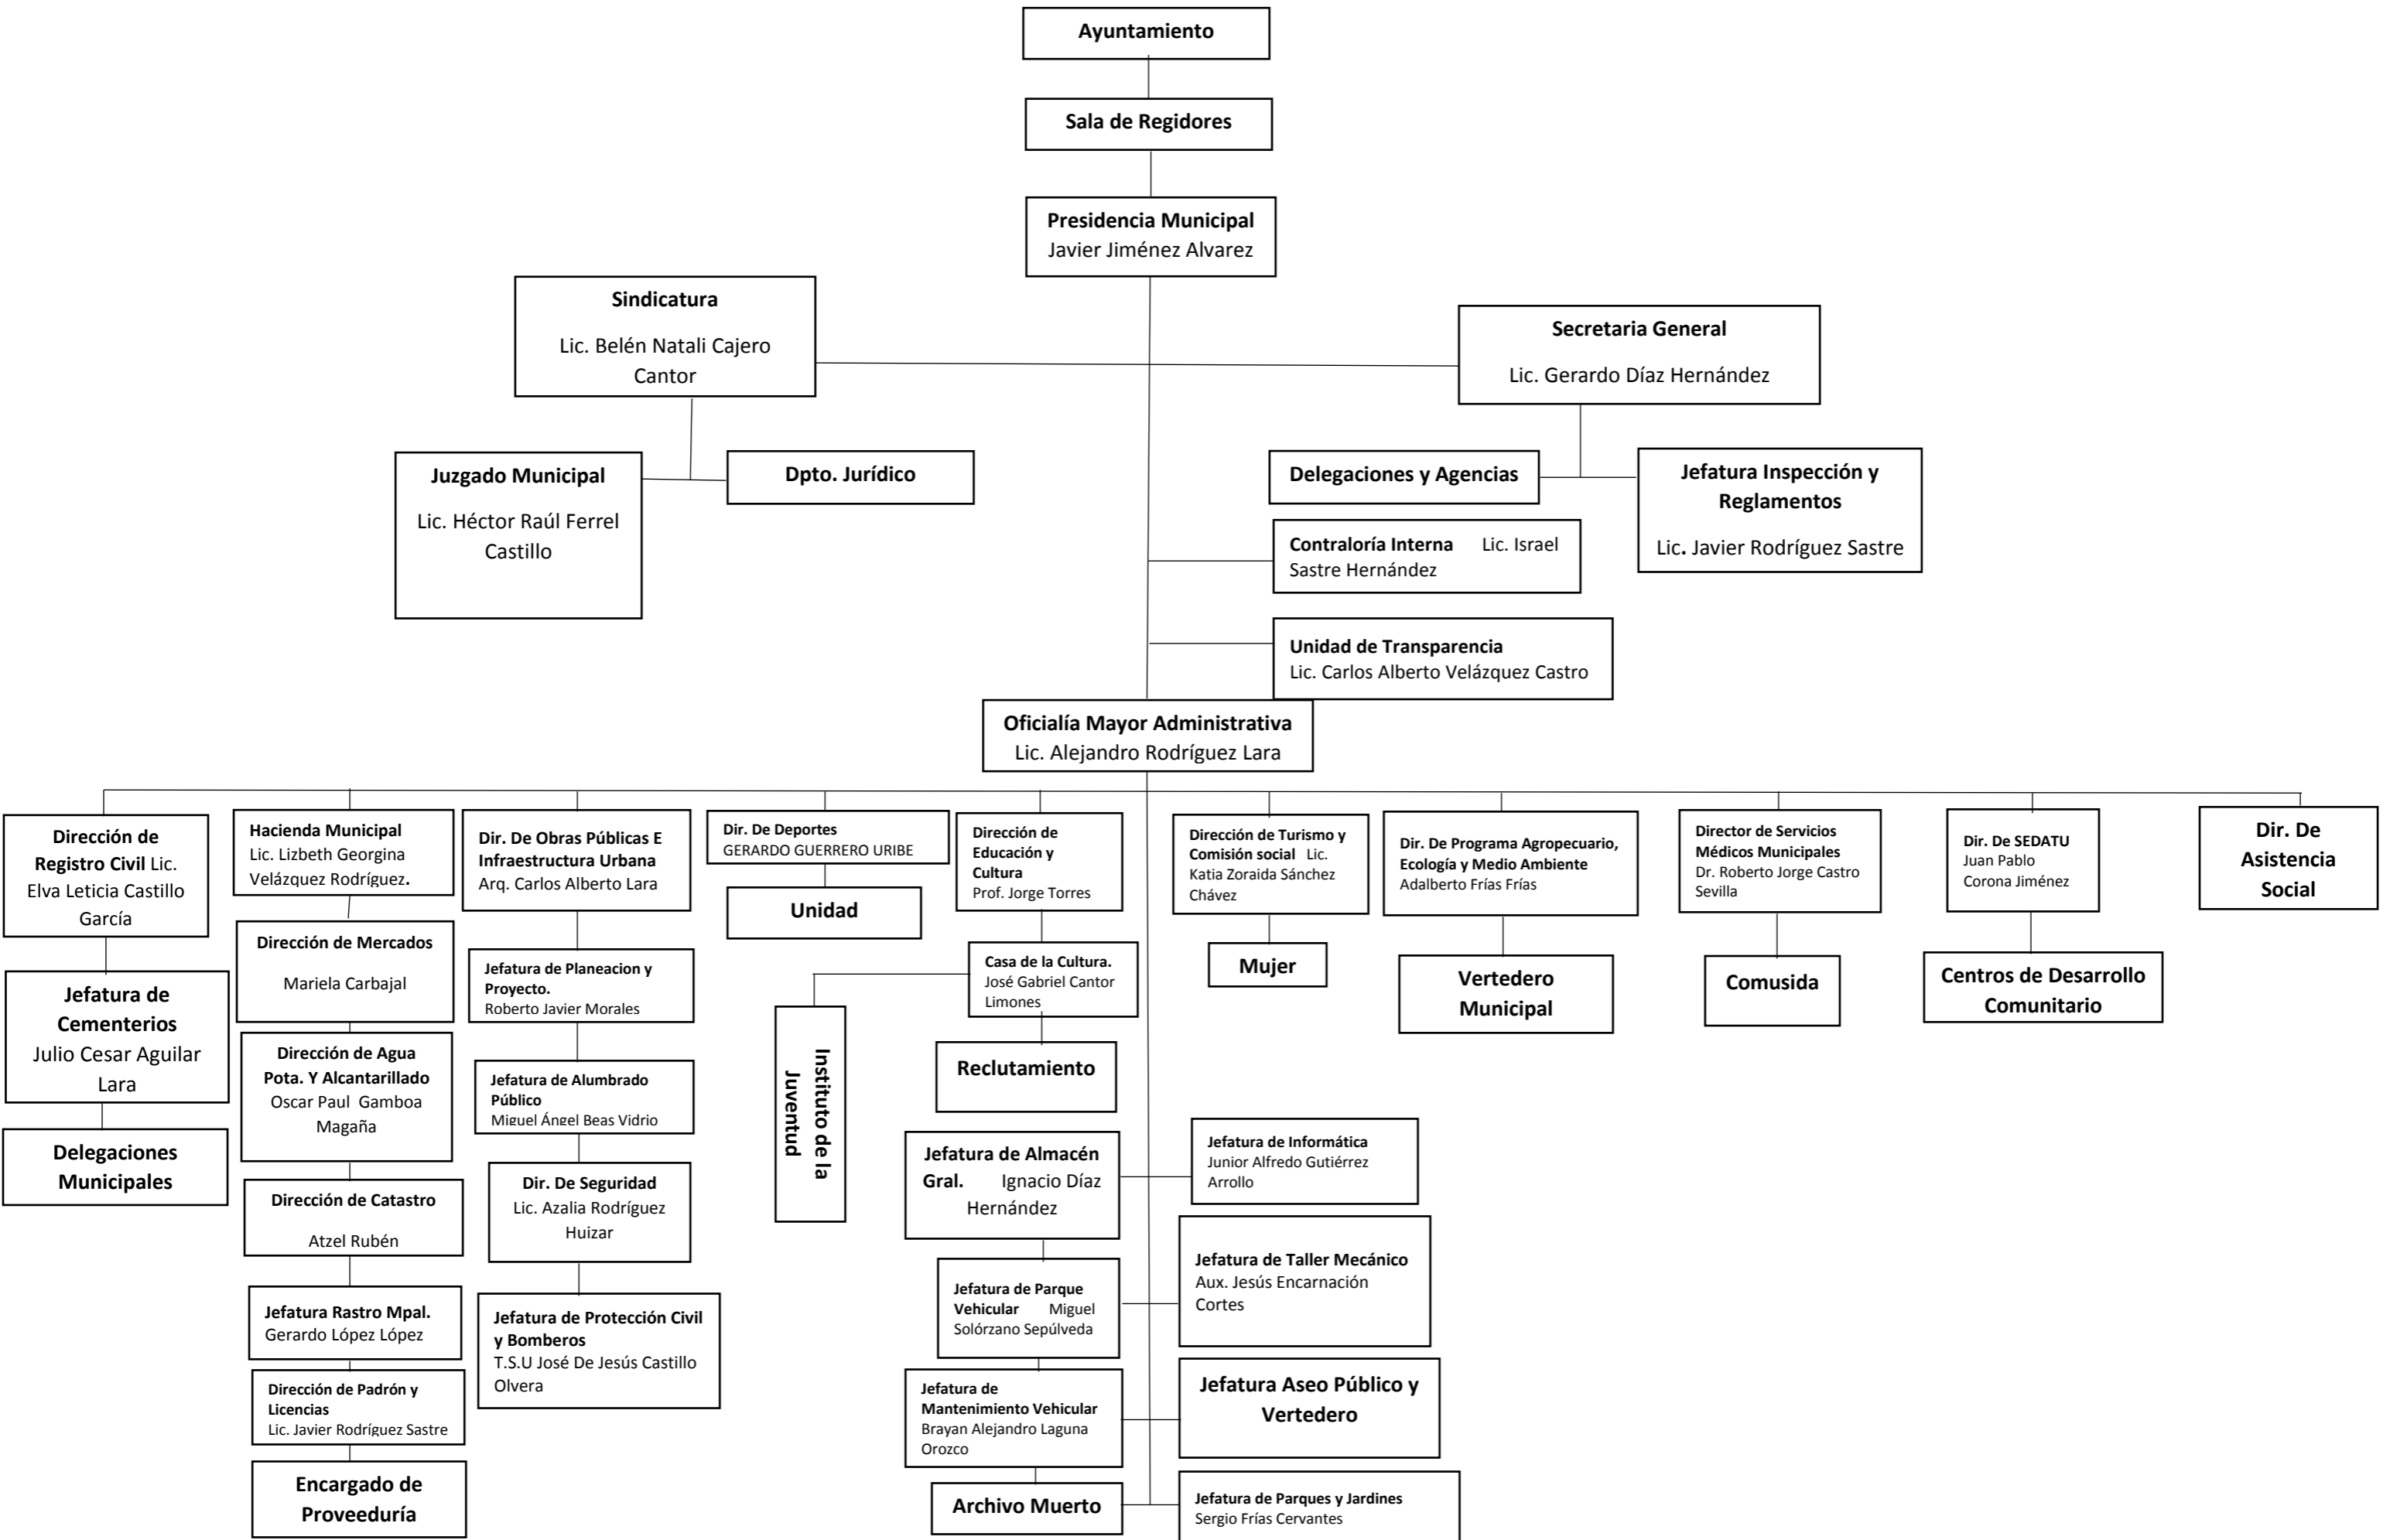 Ayuntamiento
Sala de Regidores
Presidencia Municipal
Javier Jiménez Alvarez
Sindicatura
Lic. Belén Natali Cajero
Cantor
Secretaria General
Lic. Gerardo Díaz Hernández
Juzgado Municipal
Lic. Héctor Raúl Ferrel
Castillo
Dpto. Jurídico
Delegaciones y Agencias
Jefatura Inspección y
Reglamentos
Lic. Javier Rodríguez Sastre
Contraloría Interna Lic. Israel
Sastre Hernández
Unidad de Transparencia
Lic. Carlos Alberto Velázquez Castro
Oficialía Mayor Administrativa
Lic. Alejandro Rodríguez Lara
Dirección de
Registro Civil Lic.
Elva Leticia Castillo
García
Jefatura de
Cementerios
Julio Cesar Aguilar
Lara
Delegaciones
Municipales
Hacienda Municipal
Lic. Lizbeth Georgina
Velázquez Rodríguez.
Dirección de Mercados
Mariela Carbajal
Dirección de Agua
Pota. Y Alcantarillado
Oscar Paul Gamboa
Magaña
Dirección de Catastro
Atzel Rubén
Jefatura Rastro Mpal.
Gerardo López López
Dirección de Padrón y
Licencias
Lic. Javier Rodríguez Sastre
Encargado de
Proveeduría
Dir. De Obras Públicas E
Infraestructura Urbana
Arq. Carlos Alberto Lara
Jefatura de Planeacion y
Proyecto.
Roberto Javier Morales
Jefatura de Alumbrado
Público
Miguel Ángel Beas Vidrio
Dir. De Seguridad
Lic. Azalia Rodríguez
Huizar
Jefatura de Protección Civil
y Bomberos
T.S.U José De Jesús Castillo
Olvera
Dir. De Deportes
GERARDO GUERRERO URIBE
Unidad
Dirección de
Educación y
Cultura
Prof. Jorge Torres
Casa de la Cultura.
José Gabriel Cantor
Limones
Instituto de la
Juventud
Reclutamiento
Dirección de Turismo y
Comisión social Lic.
Katia Zoraida Sánchez
Chávez
Mujer
Dir. De Programa Agropecuario,
Ecología y Medio Ambiente
Adalberto Frías Frías
Vertedero
Municipal
Director de Servicios
Médicos Municipales
Dr. Roberto Jorge Castro
Sevilla
Comusida
Dir. De SEDATU
Juan Pablo
Corona Jiménez
Centros de Desarrollo
Comunitario
Dir. De
Asistencia
Social
Jefatura de Almacén
Gral. Ignacio Díaz
Hernández
Jefatura de Informática
Junior Alfredo Gutiérrez
Arrollo
Jefatura de Parque
Vehicular Miguel
Solórzano Sepúlveda
Jefatura de Taller Mecánico
Aux. Jesús Encarnación
Cortes
Jefatura de
Mantenimiento Vehicular
Brayan Alejandro Laguna
Orozco
Jefatura Aseo Público y
Vertedero
Archivo Muerto
Jefatura de Parques y Jardines
Sergio Frías Cervantes